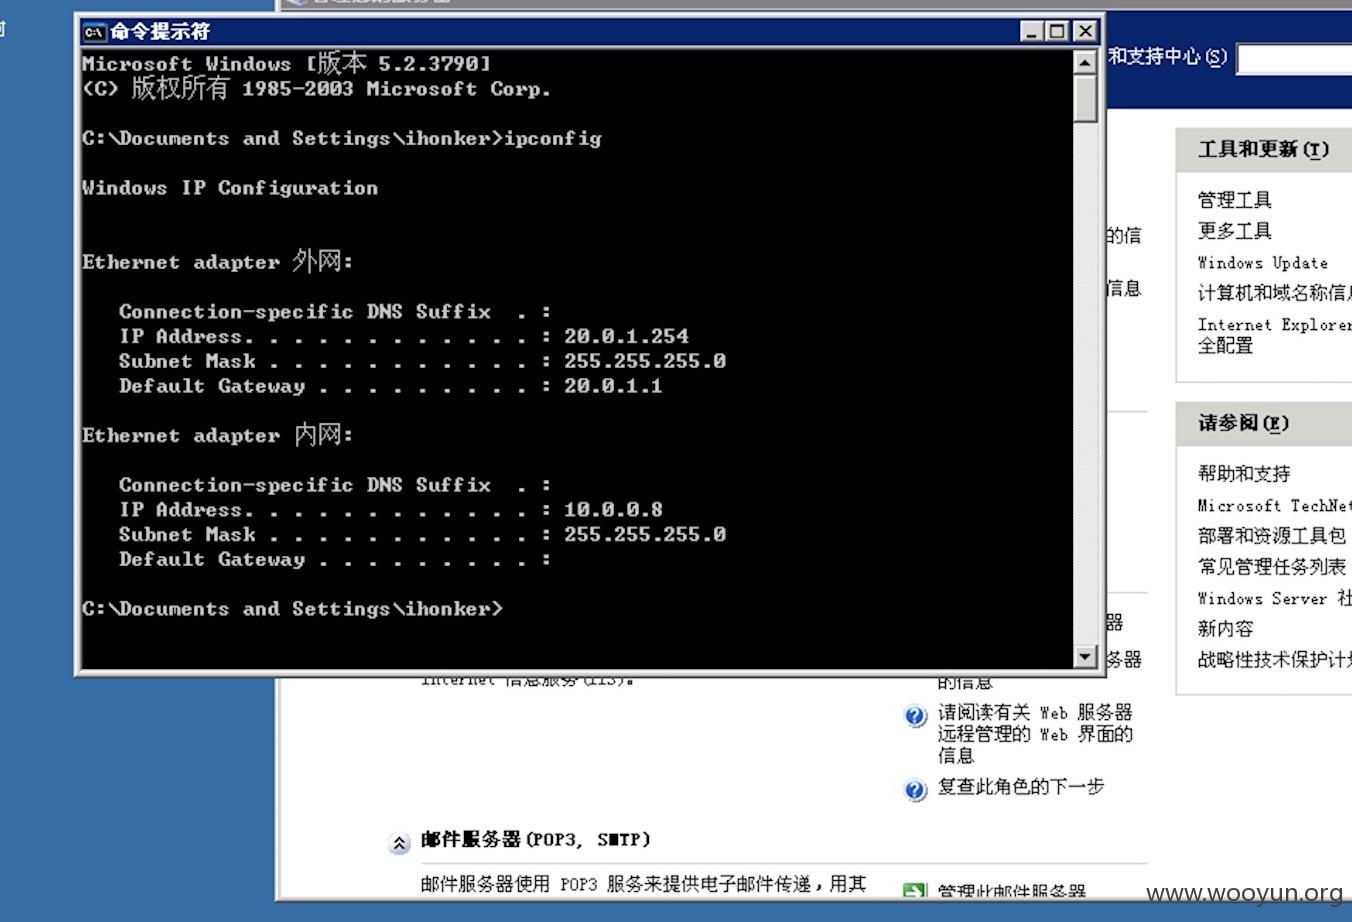 命令提示符
Microsoft Windows [版本 5.2.3790]
(C) 版权所有 1985-2003 Microsoft Corp.
C:\Documents and Settings\ihonker>ipconfig
Windows IP Configuration
Ethernet adapter 外网:
Connection-specific DNS Suffix . :
IP Address. . . . . . . . . . . . : 20.0.1.254
Subnet Mask . . . . . . . . . . . : 255.255.255.0
Default Gateway . . . . . . . . . : 20.0.1.1
Ethernet adapter 内网:
Connection-specific DNS Suffix . :
IP Address. . . . . . . . . . . . : 10.0.0.8
Subnet Mask . . . . . . . . . . . : 255.255.255.0
Default Gateway . . . . . . . . . :
C:\Documents and Settings\ihonker>
和支持中心(S)
的信
信息
器
务器
的信息
请阅读有关 Web 服务器
远程管理的 Web 界面的
信息
复查此角色的下一步
邮件服务器(POP3, SMTP)
邮件服务器使用 POP3 服务来提供电子邮件传递，用其
管理此邮件服务器
工具和更新(T)
管理工具
更多工具
Windows Update
计算机和域名称信息
Internet Explorer
全配置
请参阅(E)
帮助和支持
Microsoft TechNet
部署和资源工具包
常见管理任务列表
Windows Server 社
新内容
战略性技术保护计划
www.wooyun.org